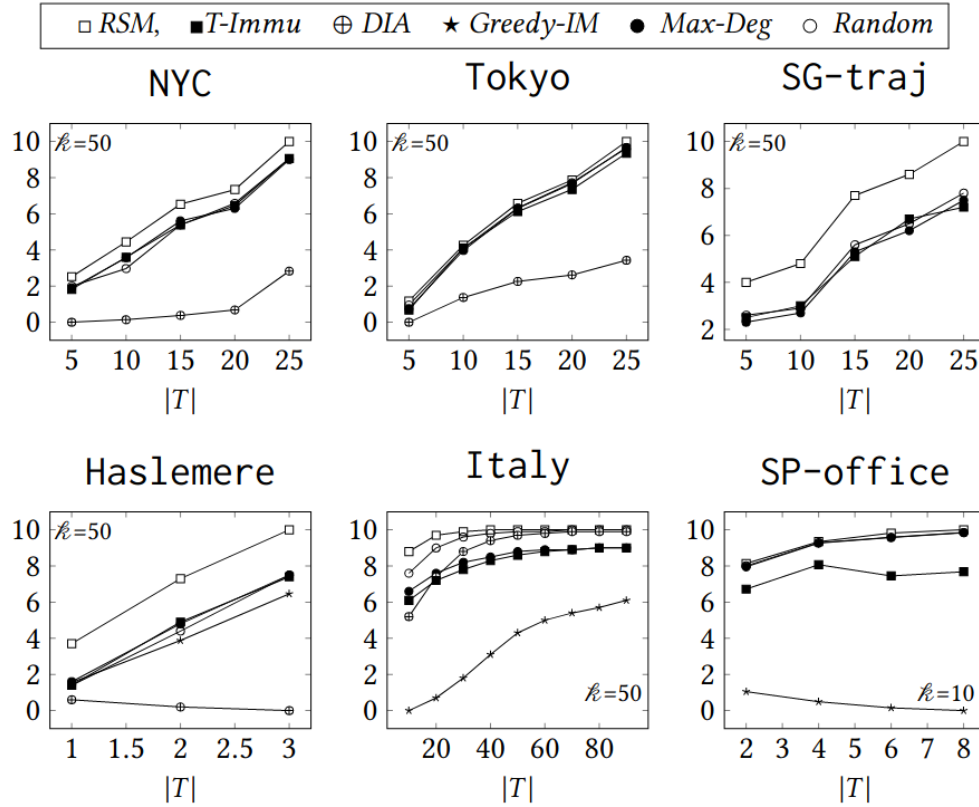 RSM, T-Immu DIA Greedy-IM Max-Deg Random
NYC
Tokyo
SG-traj
10
8
6
4
2
0
𝓀=50
5 10 15 20 25
|T|
10
8
6
4
2
0
𝓀=50
5 10 15 20 25
|T|
10
8
6
4
2
𝓀=50
5 10 15 20 25
|T|
Haslemere
Italy
SP-office
10
8
6
4
2
0
𝓀=50
1 1.5 2 2.5 3
|T|
10
8
6
4
2
0
𝓀=50
20 40 60 80
|T|
10
8
6
4
2
0
𝓀=10
2 3 4 5 6 7 8
|T|